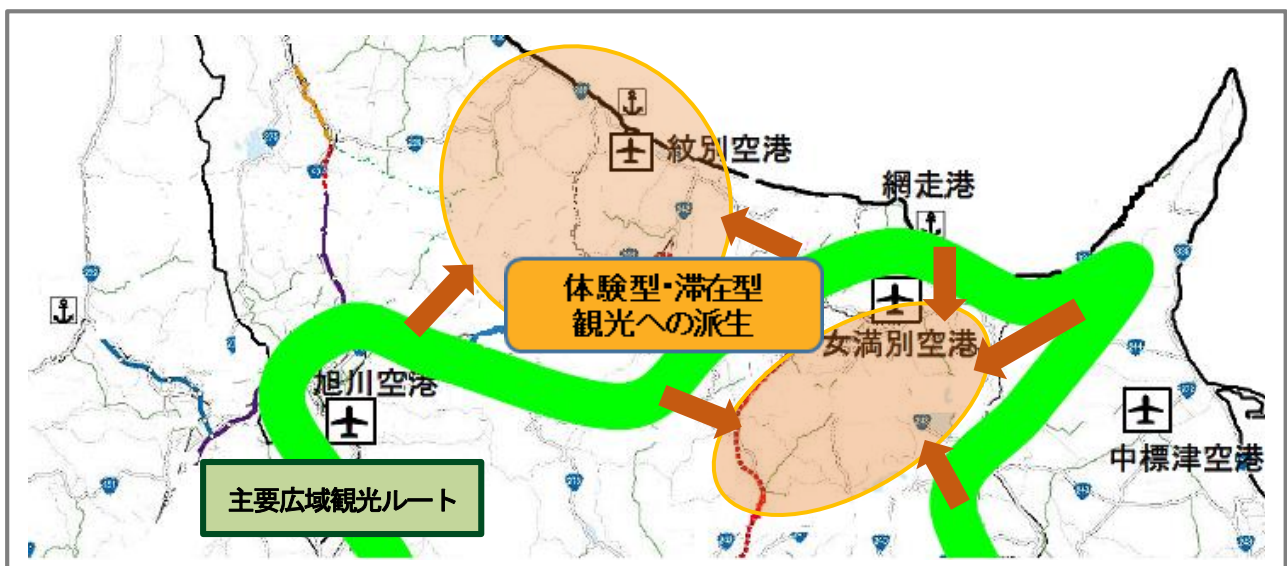 紋別空港
網走港
体験型・滞在型
観光への派生
女満別空港
旭川空港
中標津空港
主要広域観光ルート